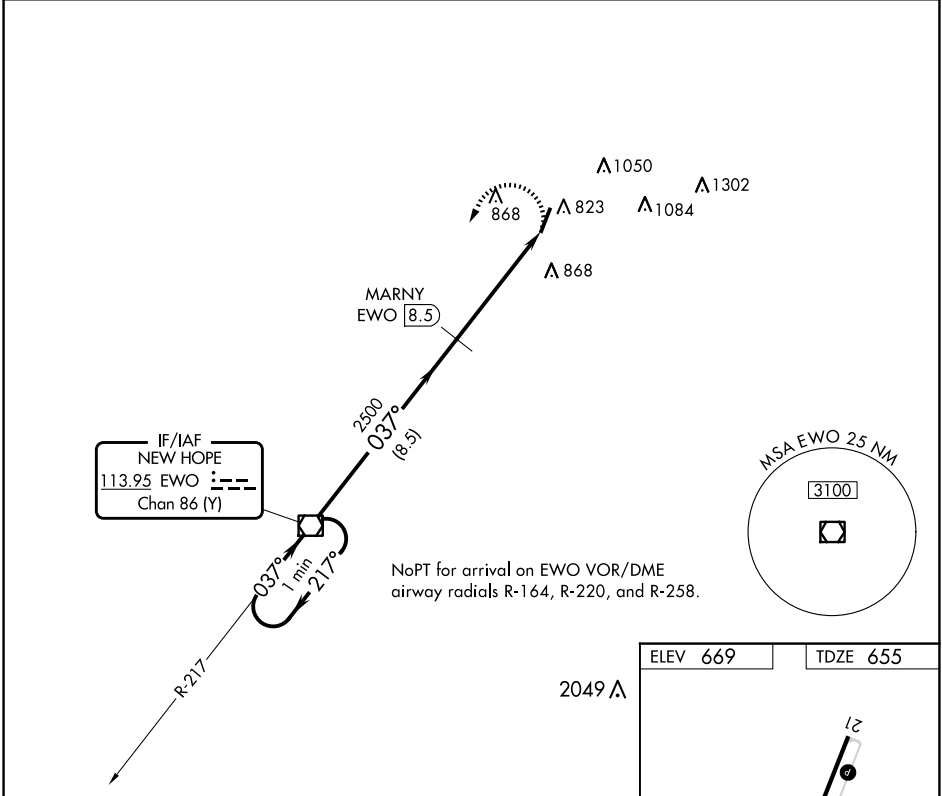 1050
1302
868
823
1084
868
MARNY
EWO 8.5
2500
037°
(8.5)
IF/IAF
NEW HOPE
113.95 EWO
Chan 86 (Y)
MSA EWO 25 NM
3100
037°
1 min
217°
NoPT for arrival on EWO VOR/DME
airway radials R-164, R-220, and R-258.
R-217
ELEV 669
TDZE 655
2049
21
P